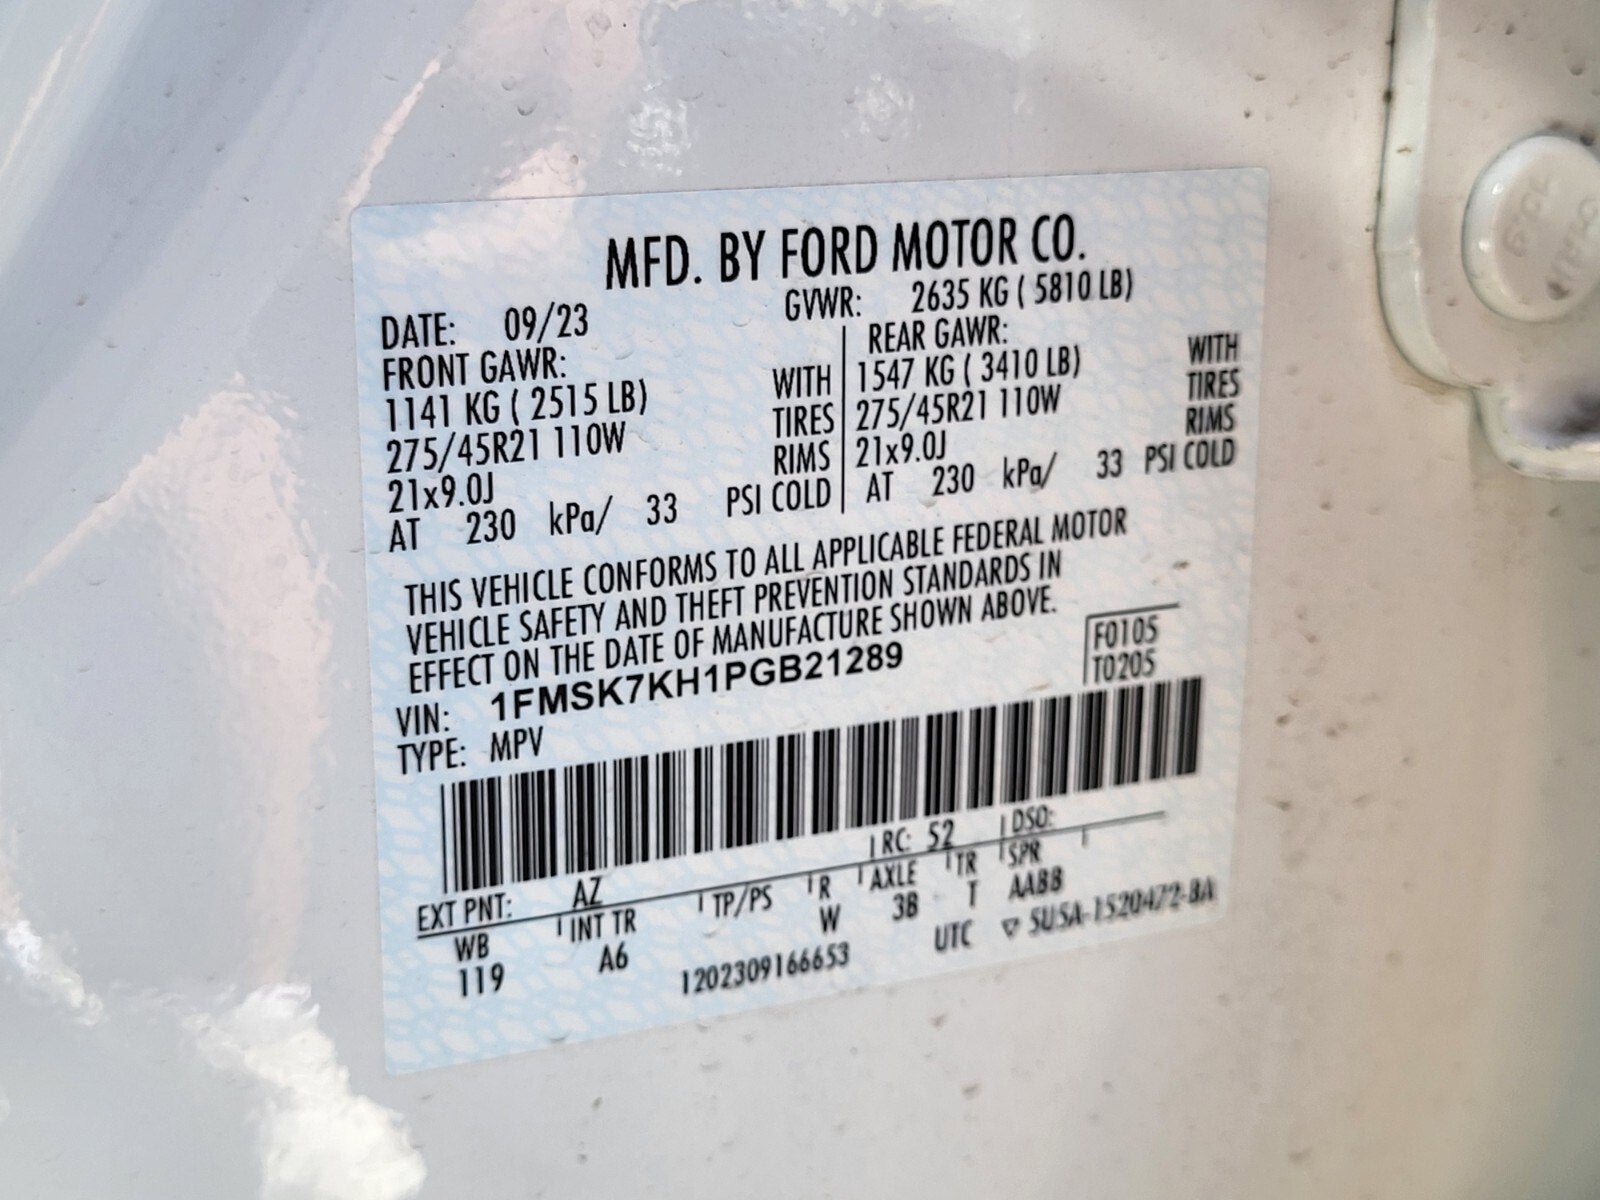 MFD. BY FORD MOTOR CO.
DATE: 09/23 GVWR: 2635 KG ( 5810 LB)
FRONT GAWR: REAR GAWR:
1141 KG ( 2515 LB) WITH 1547 KG ( 3410 LB) WITH
275/45R21 110W TIRES 275/45R21 110W TIRES
21x9.0J RIMS 21x9.0J RIMS
AT 230 kPa/ 33 PSI COLD AT 230 kPa/ 33 PSI COLD
THIS VEHICLE CONFORMS TO ALL APPLICABLE FEDERAL MOTOR
VEHICLE SAFETY AND THEFT PREVENTION STANDARDS IN
EFFECT ON THE DATE OF MANUFACTURE SHOWN ABOVE.
VIN: 1FMSK7KH1PGB21289 F0105
TYPE: MPV T0205
EXT PNT: AZ RC: 52 DSO:
WB INT TR TP/PS R AXLE TR SPR
119 A6 W 3B T AABB
1202309166653 UTC ▽ 5U5A-1520472-BA